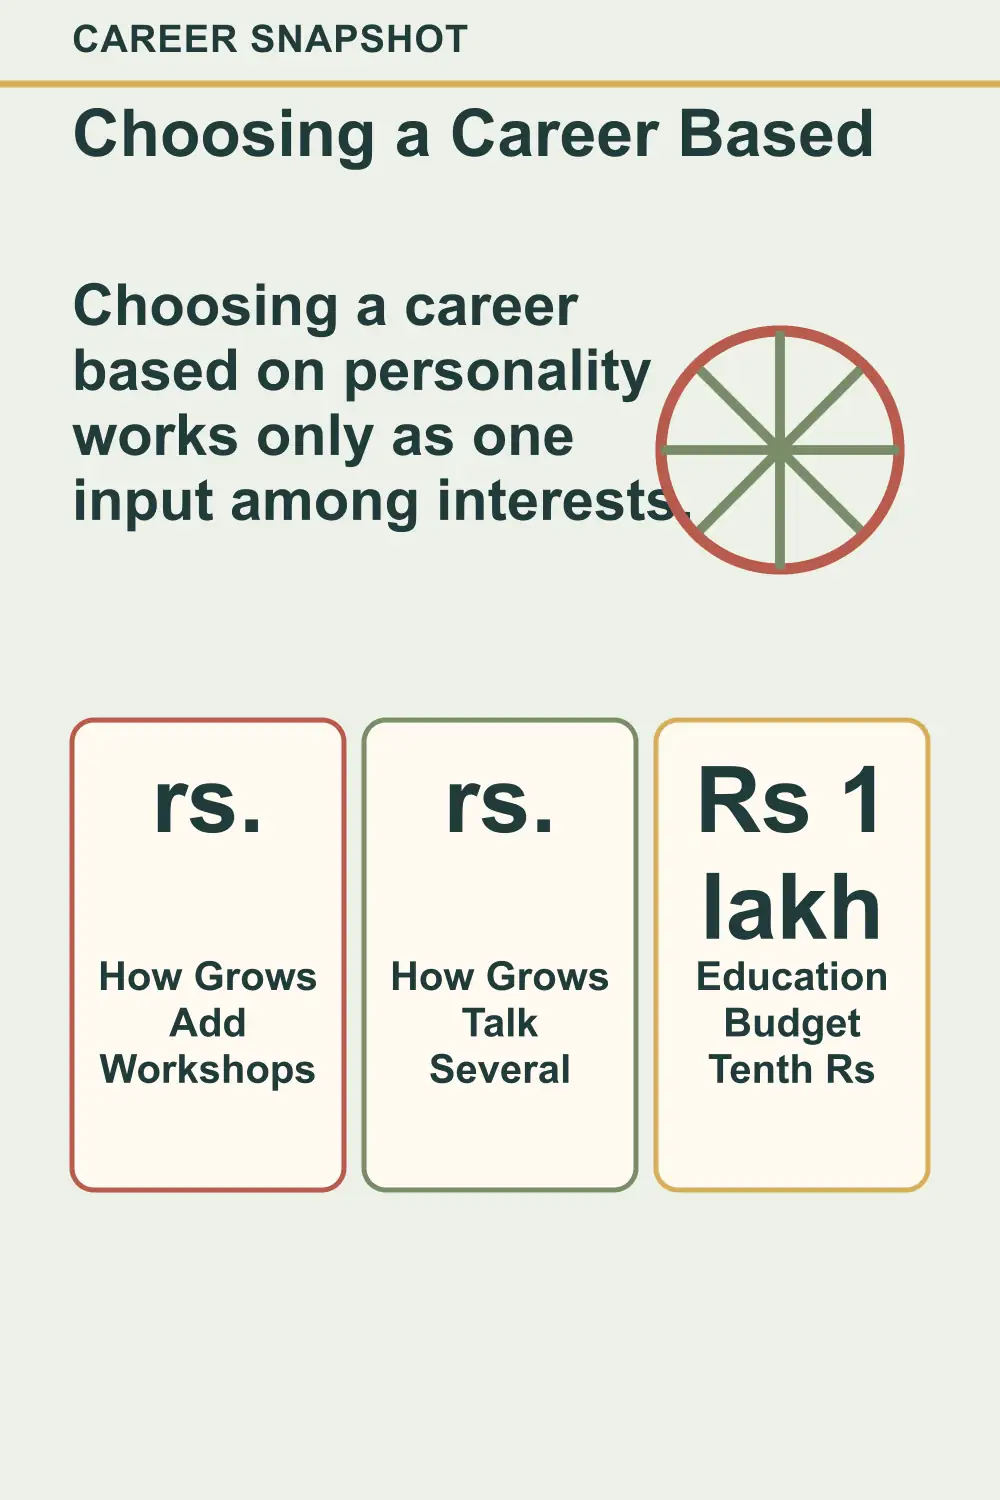 CAREER SNAPSHOT
Choosing a Career Based
Choosing a career
based on personality
works only as one
input among interests.
rs.
How Grows
Add
Workshops
rs.
How Grows
Talk
Several
Rs 1
lakh
Education
Budget
Tenth Rs